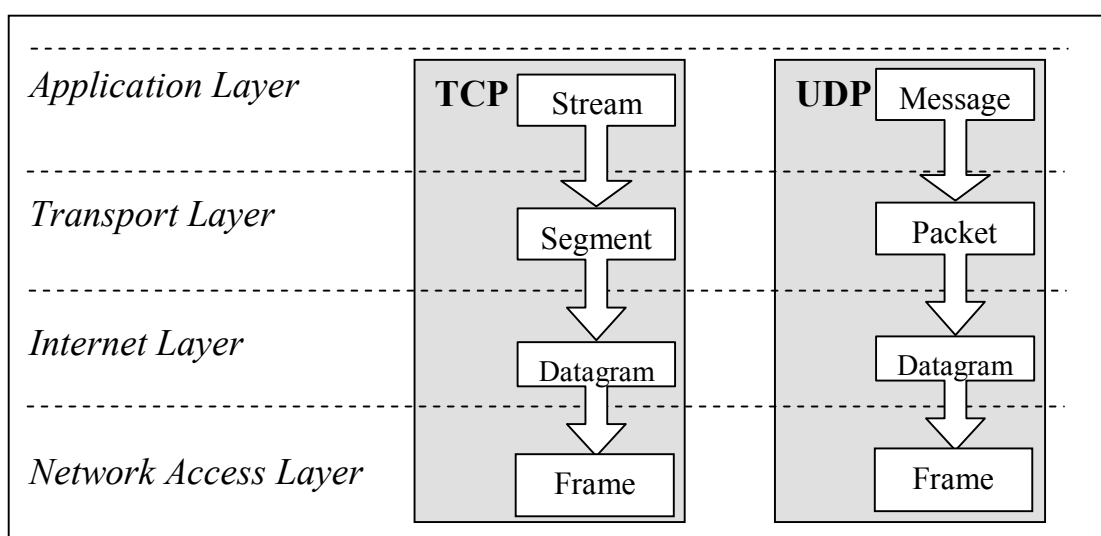 Application Layer
TCP
Stream
UDP
Message
Transport Layer
Segment
Packet
Internet Layer
Datagram
Datagram
Network Access Layer
Frame
Frame